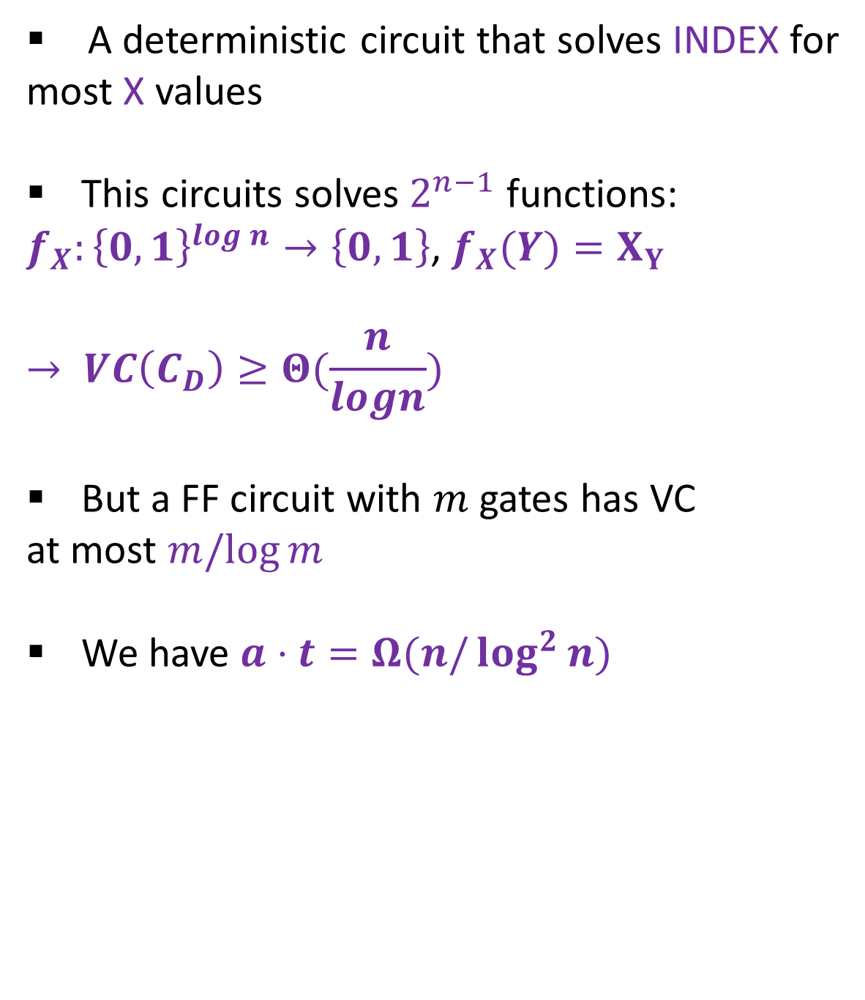 ▪ A deterministic circuit that solves INDEX for
most X values
▪ This circuits solves $2^{n-1}$ functions:
$f_X: \{0, 1\}^{log\ n} \rightarrow \{0, 1\}, f_X(Y) = X_Y$
$\rightarrow VC(C_D) \geq \Theta(\frac{n}{logn})$
▪ But a FF circuit with $m$ gates has VC
at most $m/\log m$
▪ We have $a \cdot t = \Omega(n/\log^2 n)$